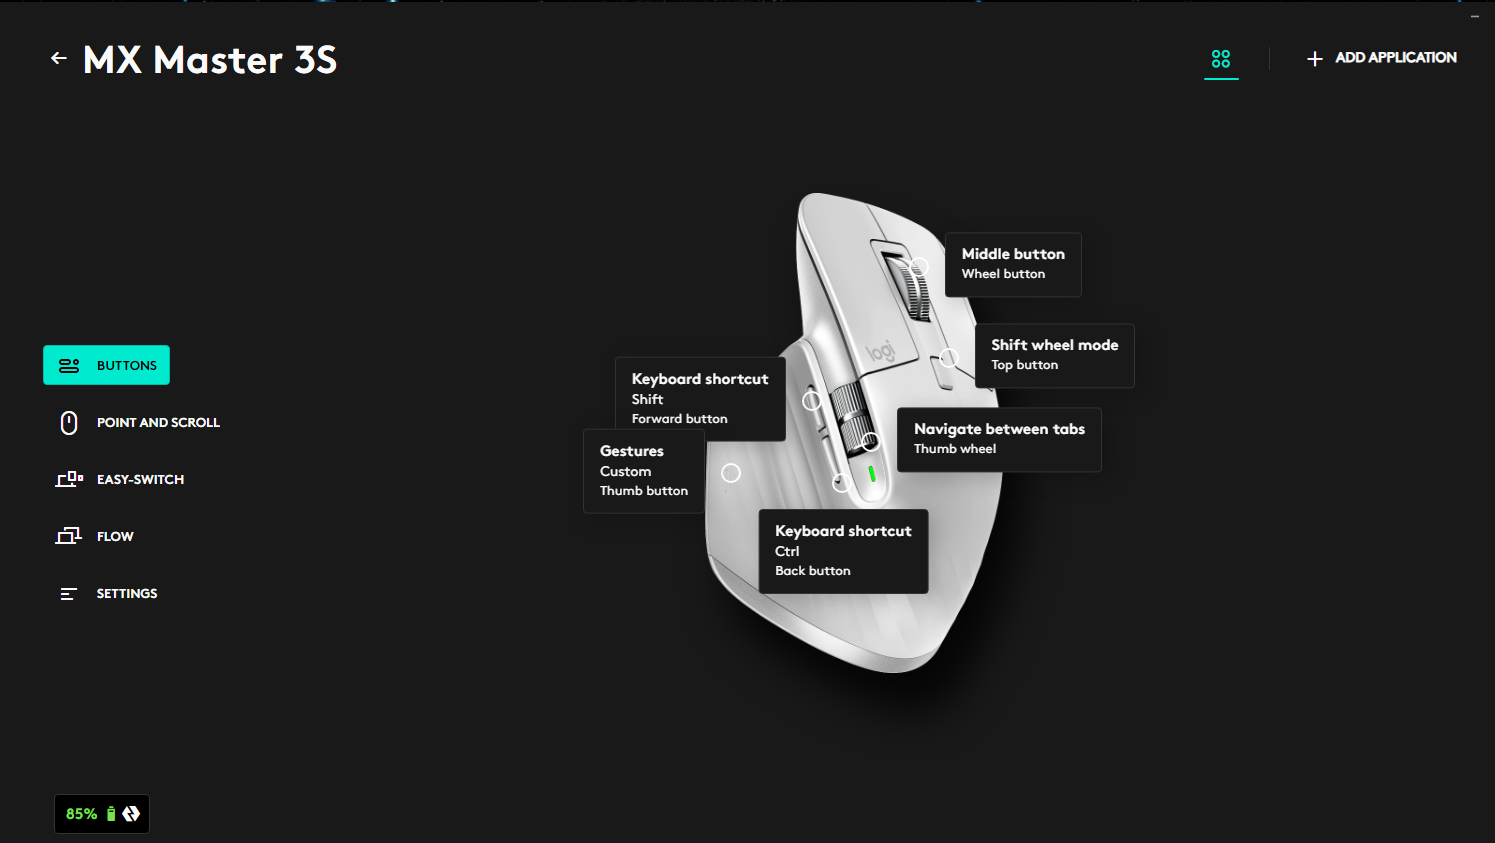 MX Master 3S
ADD APPLICATION
Middle button
Wheel button
Shift wheel mode
Top button
logi
Keyboard shortcut
Shift
Forward button
Navigate between tabs
Thumb wheel
Gestures
Custom
Thumb button
Keyboard shortcut
Ctrl
Back button
BUTTONS
POINT AND SCROLL
EASY-SWITCH
FLOW
SETTINGS
85%